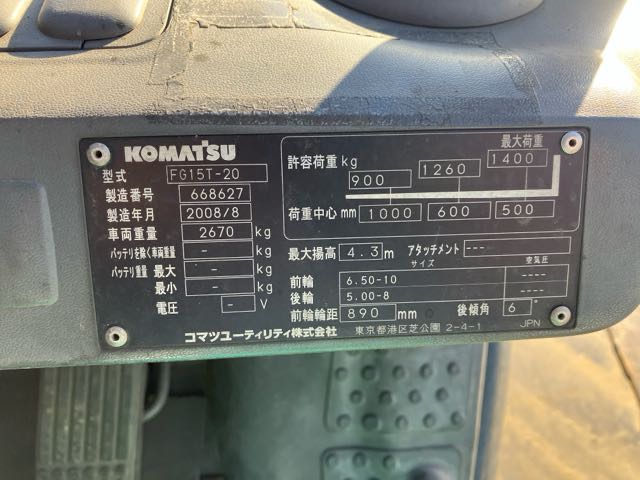 KOMATSU
型式 FG15T-20
製造番号 668627
製造年月 2008/8
車両重量 2670 kg
バッテリを除く車両重量 - kg
バッテリ重量 最大 - kg
最小 - kg
電圧 - V
最大荷重
許容荷重 kg 900 1260 1400
荷重中心 mm 1000 600 500
最大揚高 4.3 m アタッチメント ---
サイズ 空気圧
前輪 6.50-10 ----
後輪 5.00-8 ----
前輪輪距 890 mm 後傾角 6°
コマツユーティリティ株式会社 東京都港区芝公園 2-4-1 JPN